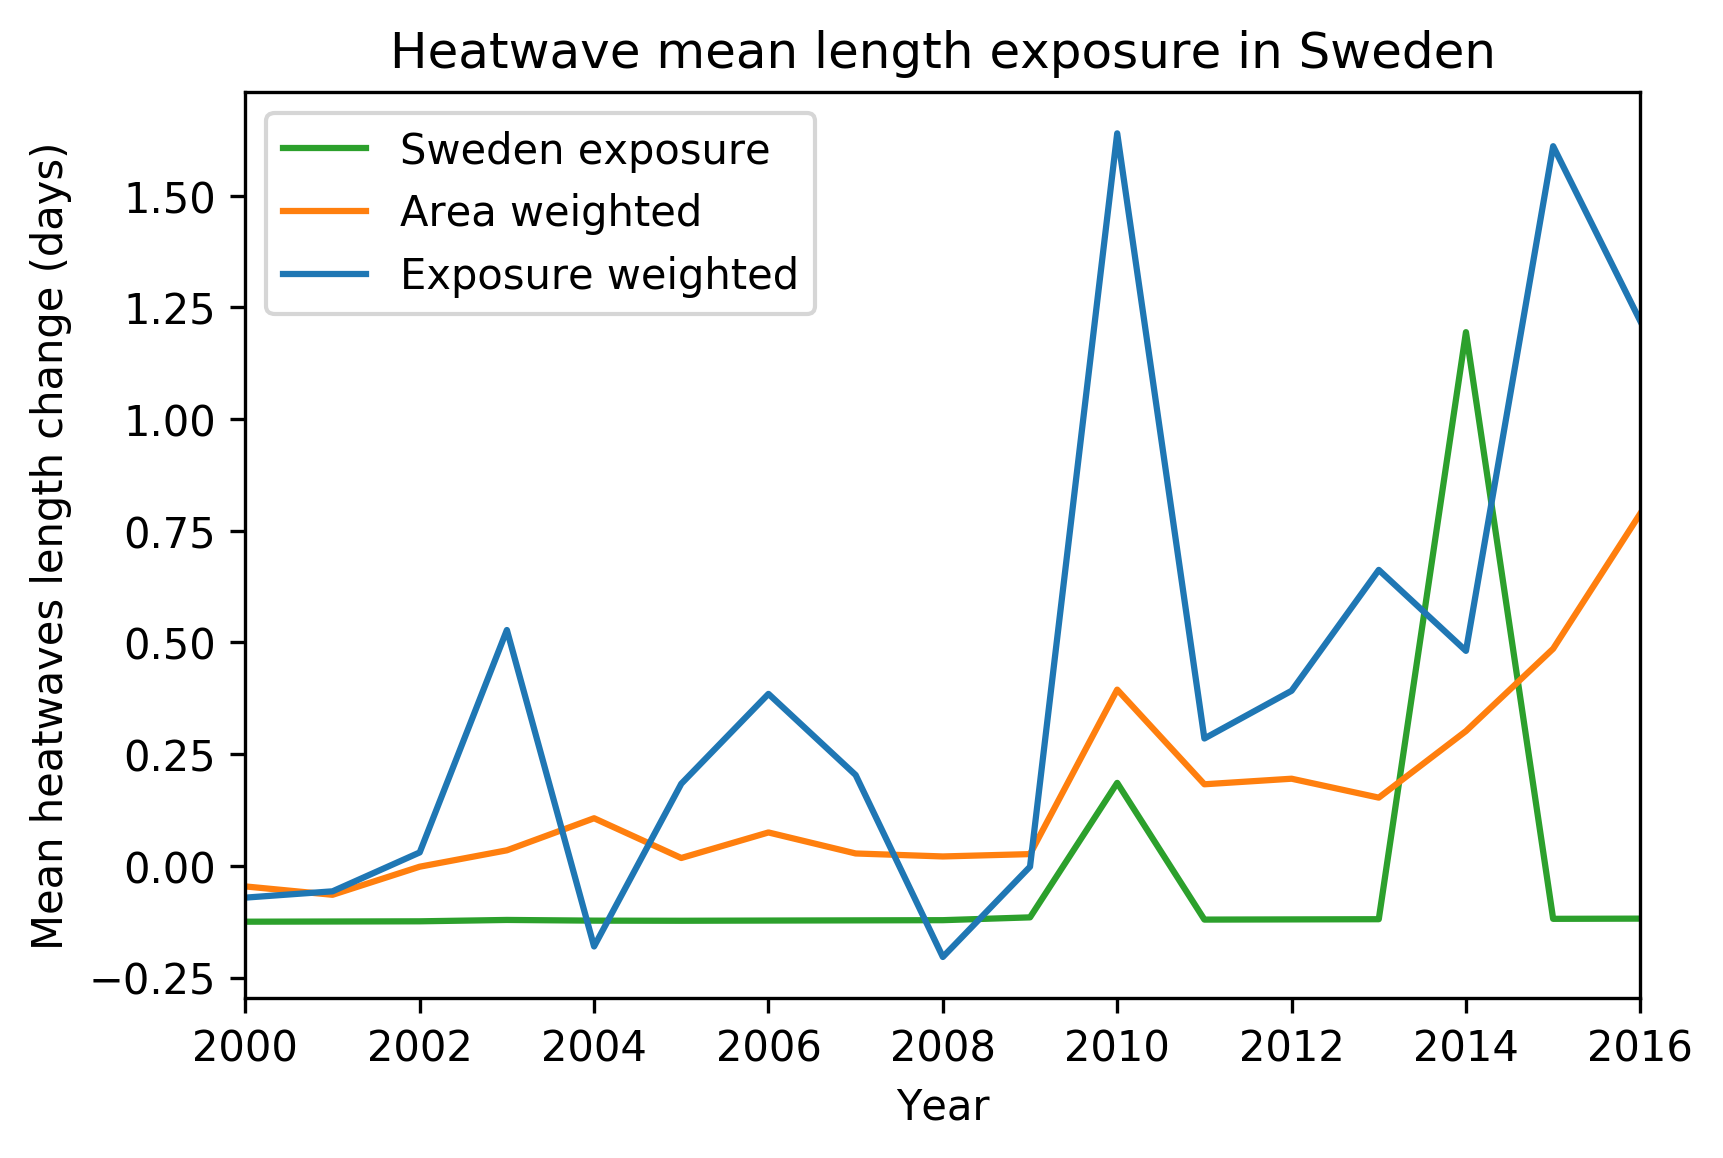 Heatwave mean length exposure in Sweden
Sweden exposure
Area weighted
Exposure weighted
Mean heatwaves length change (days)
1.50
1.25
1.00
0.75
0.50
0.25
0.00
−0.25
2000 2002 2004 2006 2008 2010 2012 2014 2016
Year